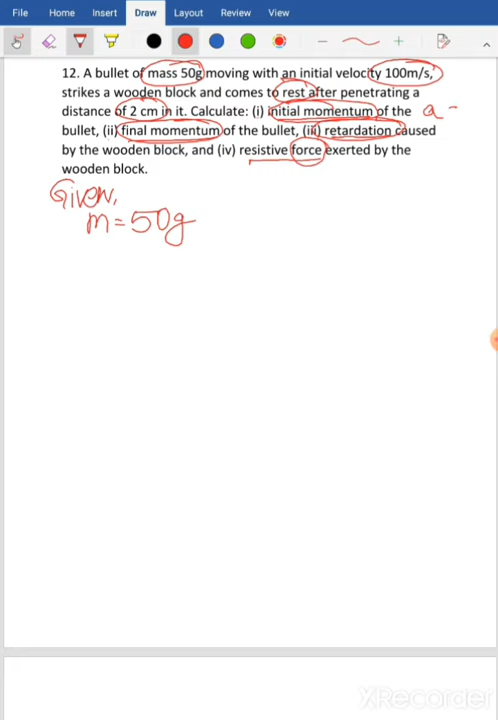 File Home Insert Draw Layout Review View
12. A bullet of mass 50g moving with an initial velocity 100m/s,
strikes a wooden block and comes to rest after penetrating a
distance of 2 cm in it. Calculate: (i) initial momentum of the a -
bullet, (ii) final momentum of the bullet, (iii) retardation caused
by the wooden block, and (iv) resistive force exerted by the
wooden block.
Given,
m=50g
XRecorder